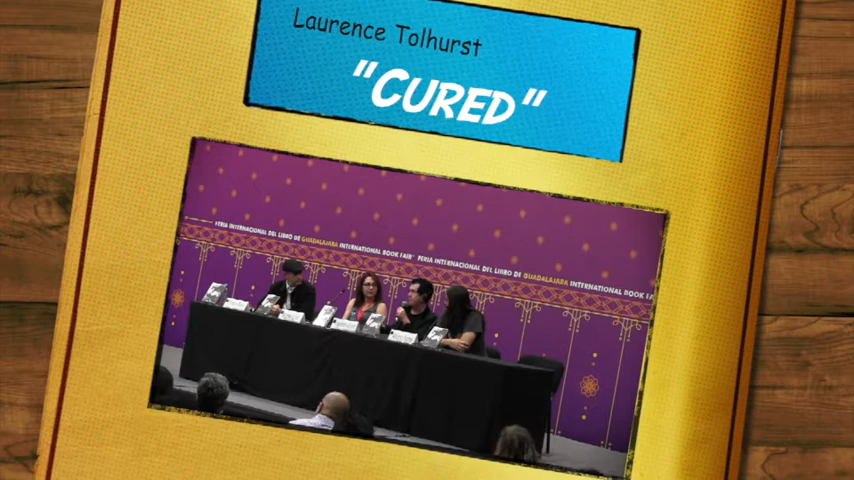 Laurence Tolhurst
"CURED"
FERIA INTERNACIONAL DEL LIBRO DE GUADALAJARA INTERNATIONAL BOOK FAIR FERIA INTERNACIONAL DEL LIBRO DE GUADALAJARA INTERNATIONAL BOOK FA